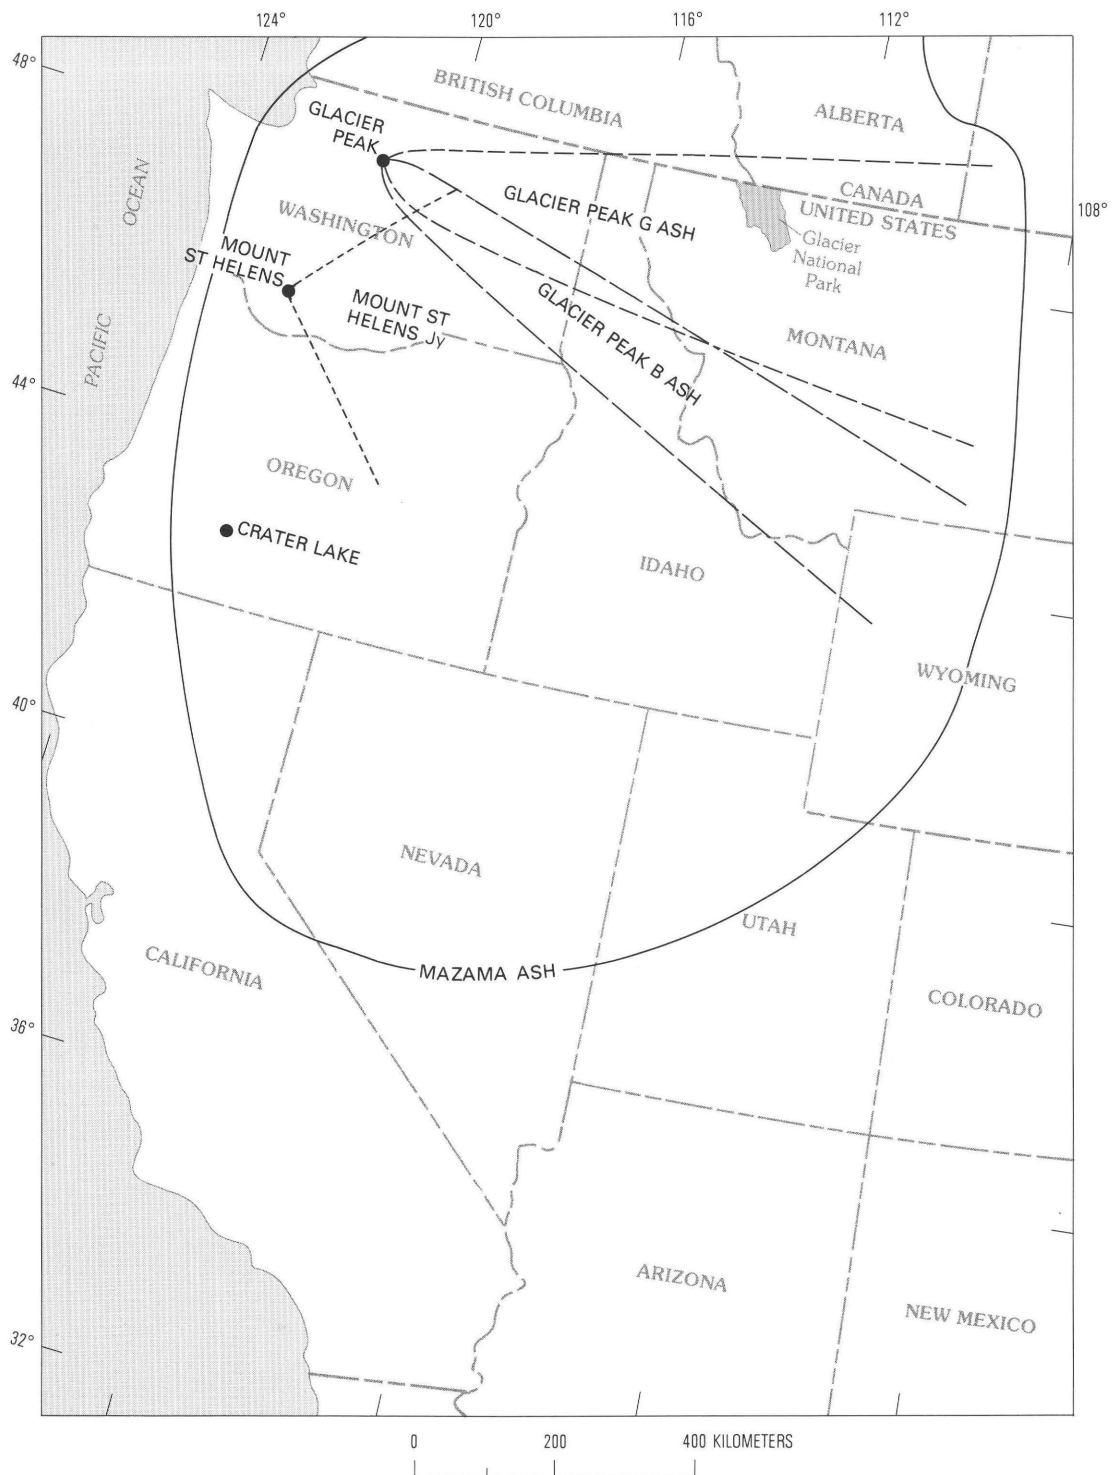 124°
120°
116°
112°
48°
BRITISH COLUMBIA
ALBERTA
GLACIER
PEAK
OCEAN
CANADA
GLACIER PEAK G ASH
UNITED STATES
108°
WASHINGTON
Glacier
National
Park
MOUNT
ST HELENS
MOUNT ST
HELENS Jy
GLACIER PEAK B ASH
MONTANA
PACIFIC
44°
OREGON
CRATER LAKE
IDAHO
WYOMING
40°
NEVADA
UTAH
CALIFORNIA
MAZAMA ASH
COLORADO
36°
ARIZONA
NEW MEXICO
32°
0 200 400 KILOMETERS